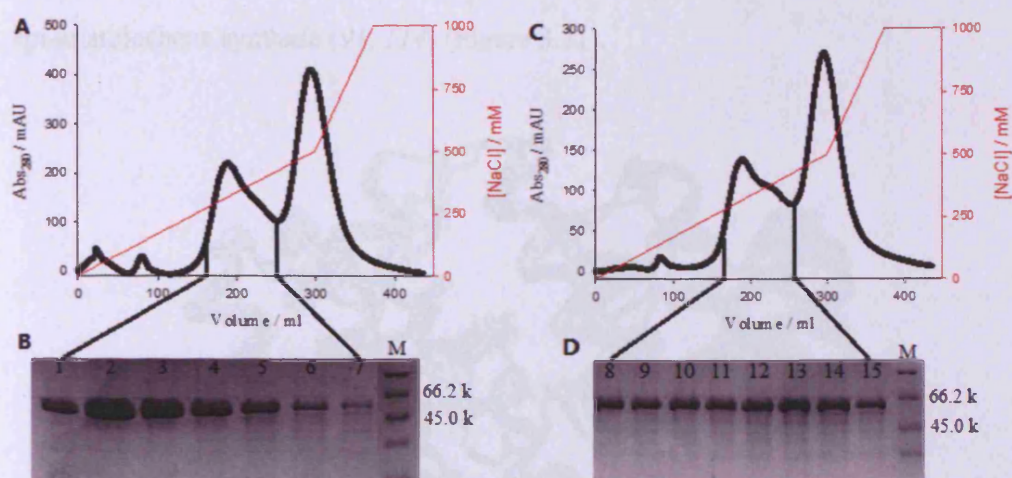 A
500
400
300
200
100
0
Abs280 / mAU
1000
750
500
250
0
[NaCl] / mM
0 100 200 300 400
Volume / ml
C
300
250
200
150
100
50
0
Abs280 / mAU
1000
750
500
250
0
[NaCl] / mM
0 100 200 300 400
Volume / ml
B
1 2 3 4 5 6 7 M
66.2 k
45.0 k
D
8 9 10 11 12 13 14 15 M
66.2 k
45.0 k